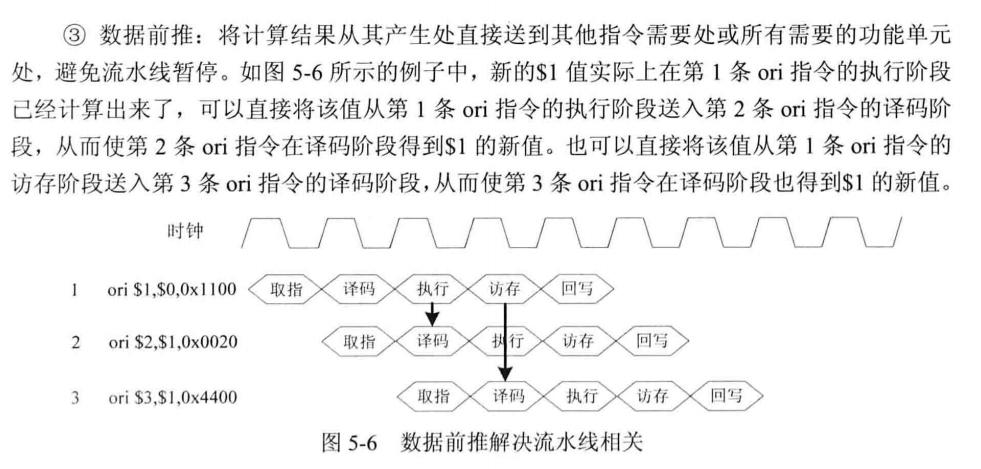 ③ 数据前推：将计算结果从其产生处直接送到其他指令需要处或所有需要的功能单元
处，避免流水线暂停。如图 5-6 所示的例子中，新的$1 值实际上在第 1 条 ori 指令的执行阶段
已经计算出来了，可以直接将该值从第 1 条 ori 指令的执行阶段送入第 2 条 ori 指令的译码阶
段，从而使第 2 条 ori 指令在译码阶段得到$1 的新值。也可以直接将该值从第 1 条 ori 指令的
访存阶段送入第 3 条 ori 指令的译码阶段，从而使第 3 条 ori 指令在译码阶段也得到$1 的新值。
时钟
1 ori $1,$0,0x1100 取指 译码 执行 访存 回写
2 ori $2,$1,0x0020 取指 译码 执行 访存 回写
3 ori $3,$1,0x4400 取指 译码 执行 访存 回写
图 5-6 数据前推解决流水线相关